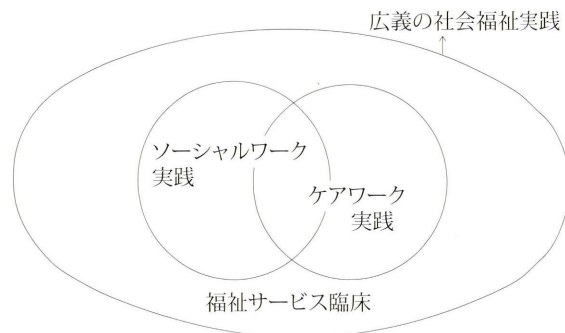 広義の社会福祉実践
ソーシャルワーク
実践
ケアワーク
実践
福祉サービス臨床